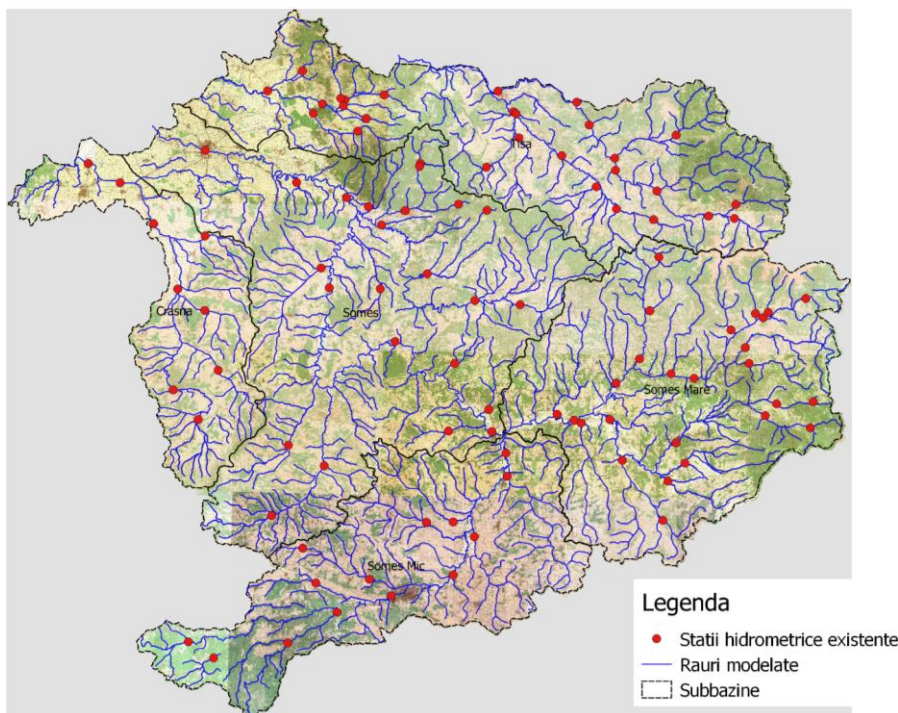 Tisa
Crasna
Somes
Somes Mare
Somes Mic
Legenda
Statii hidrometrice existente
Rauri modelate
Subbazine